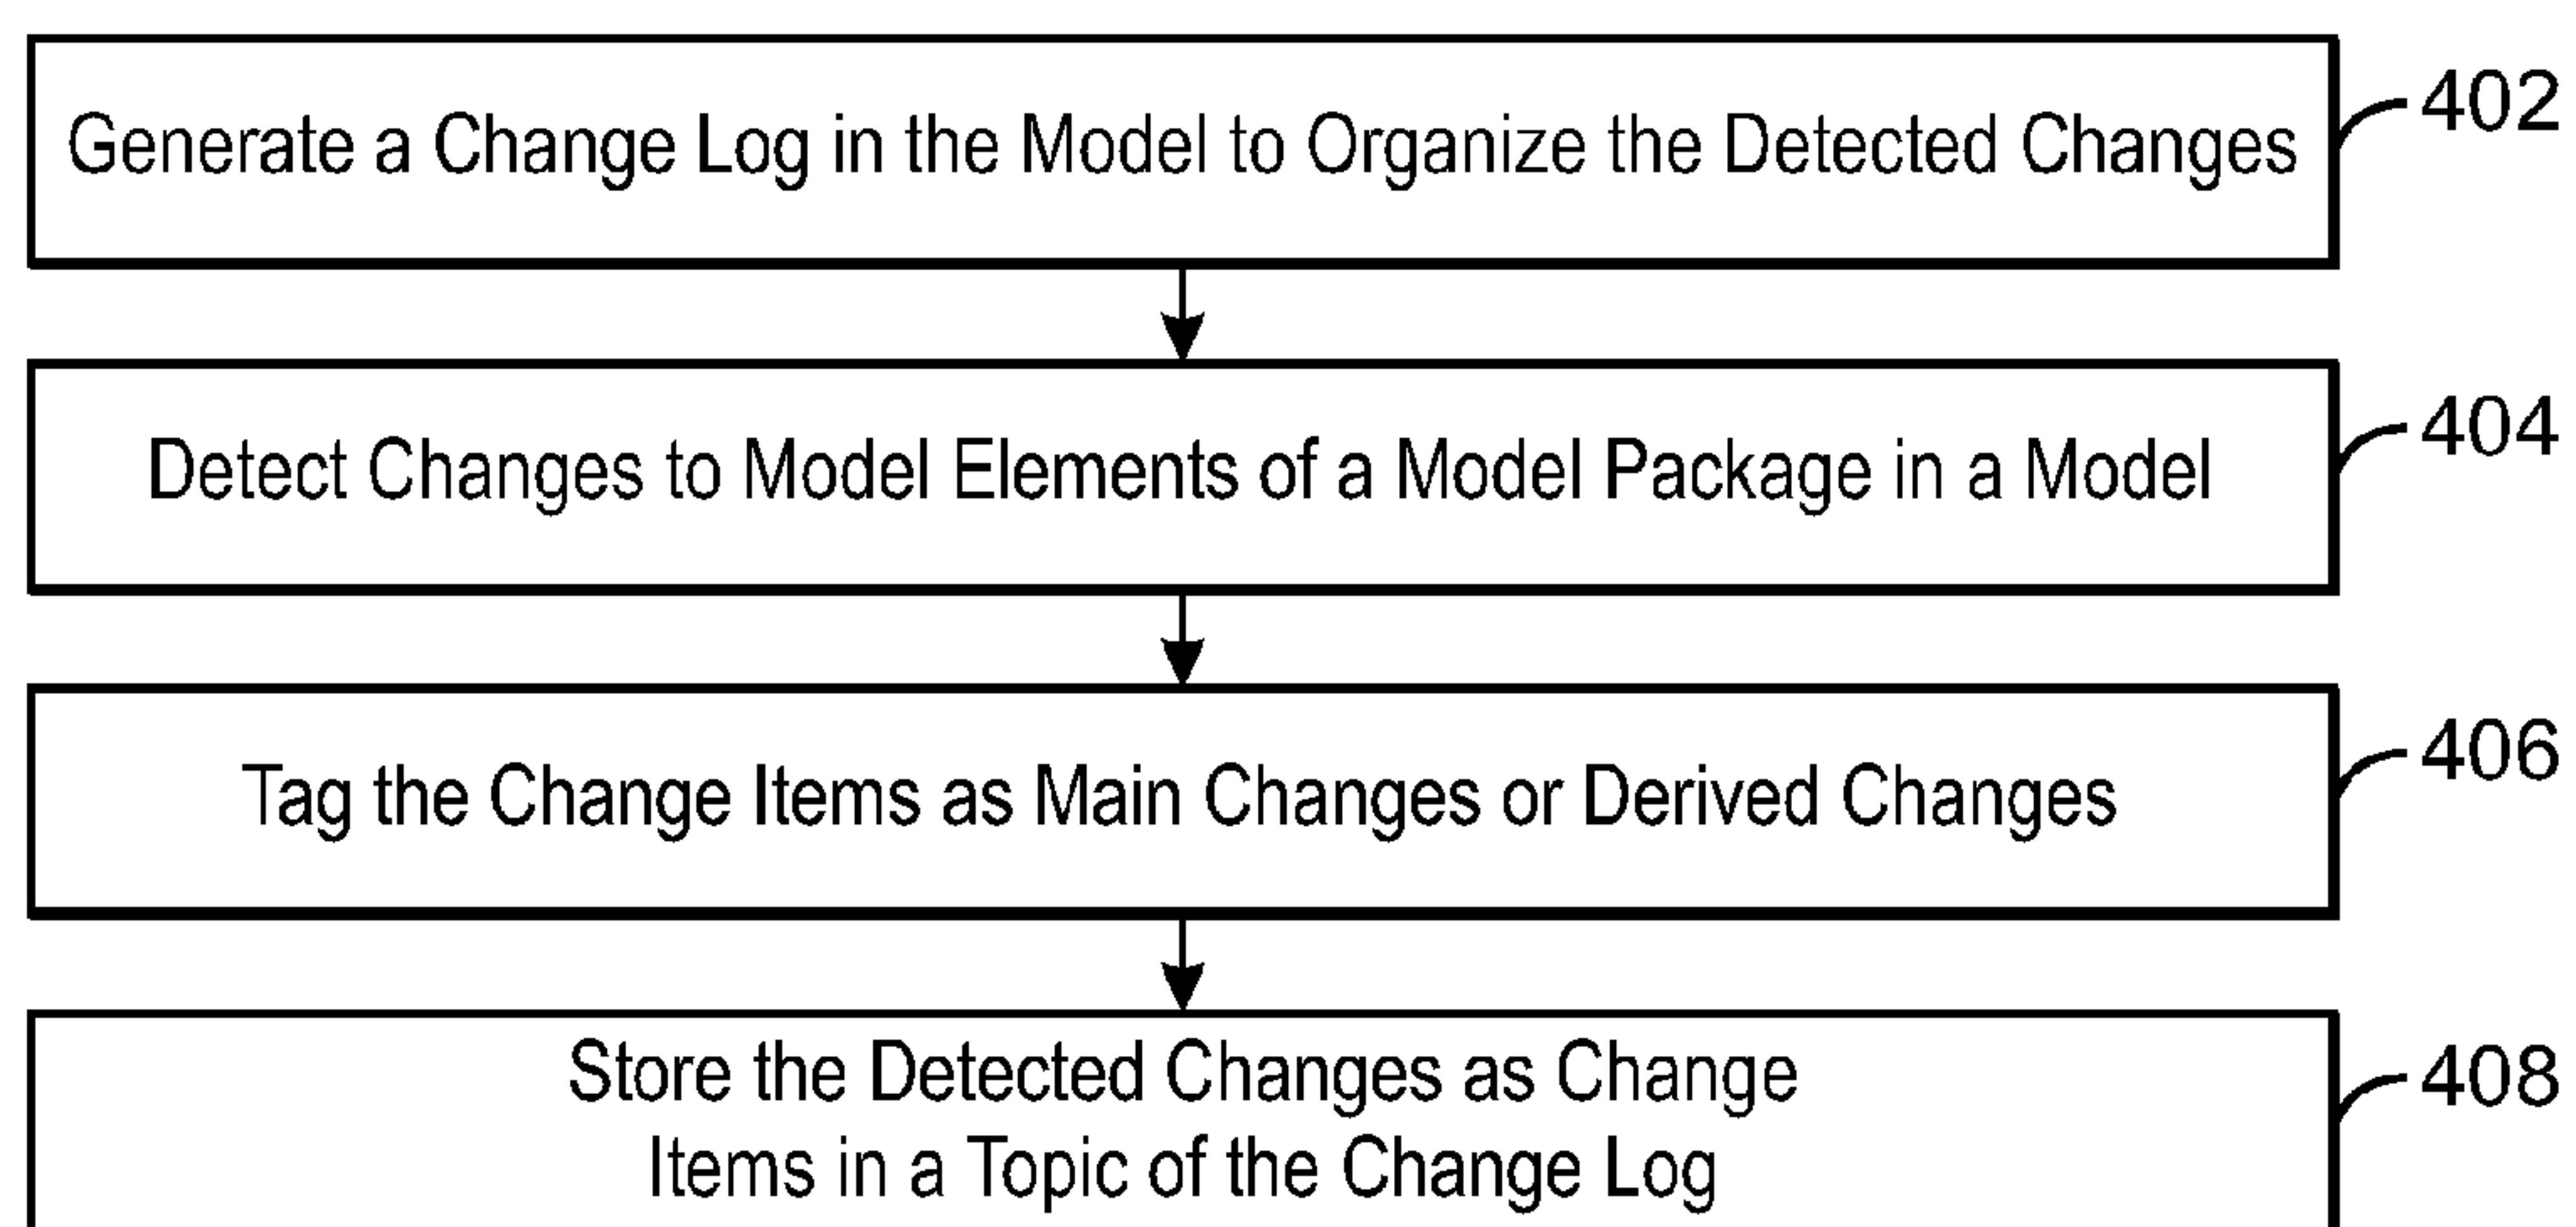 Generate a Change Log in the Model to Organize the Detected Changes
402
Detect Changes to Model Elements of a Model Package in a Model
404
Tag the Change Items as Main Changes or Derived Changes
406
Store the Detected Changes as Change
Items in a Topic of the Change Log
408